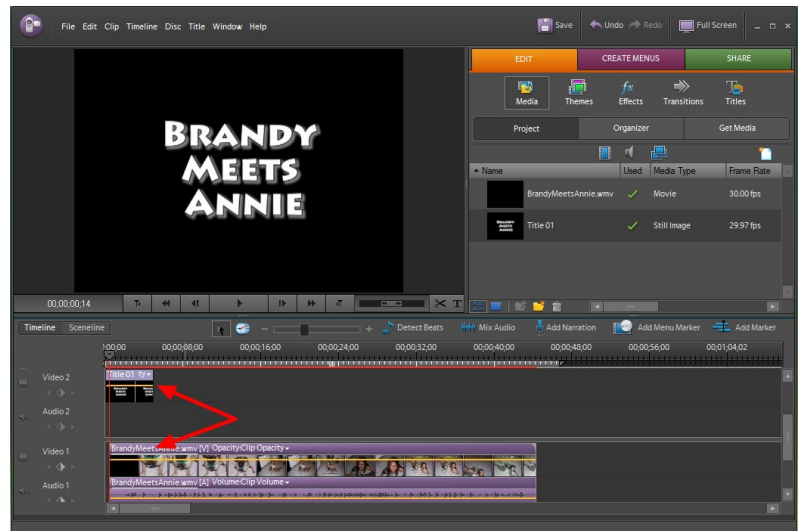 File Edit Clip Timeline Disc Title Window Help
Save Undo Redo Full Screen
BRANDY
MEETS
ANNIE
EDIT CREATE MENUS SHARE
Media Themes Effects Transitions Titles
Project Organizer Get Media
Name Used Media Type Frame Rate
BrandyMeetsAnnie.wmv Movie 30.00 fps
BRANDY
MEETS
ANNIE
Title 01 Still Image 29.97 fps
00;00;00;14
Timeline Sceneline Detect Beats Mix Audio Add Narration Add Menu Marker Add Marker
00;00;08;00 00;00;16;00 00;00;24;00 00;00;32;00 00;00;40;00 00;00;48;00 00;00;56;00 00;01;04;02
Video 2
Title 01
Audio 2
Video 1
BrandyMeetsAnnie.wmv [V] Opacity:Clip Opacity
Audio 1
BrandyMeetsAnnie.wmv [A] Volume:Clip Volume